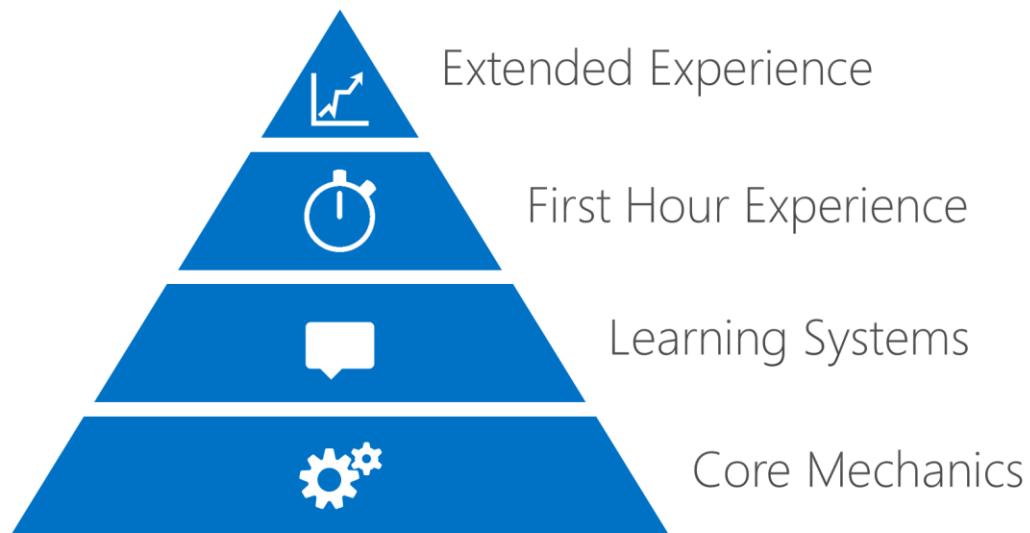 Extended Experience
First Hour Experience
Learning Systems
Core Mechanics